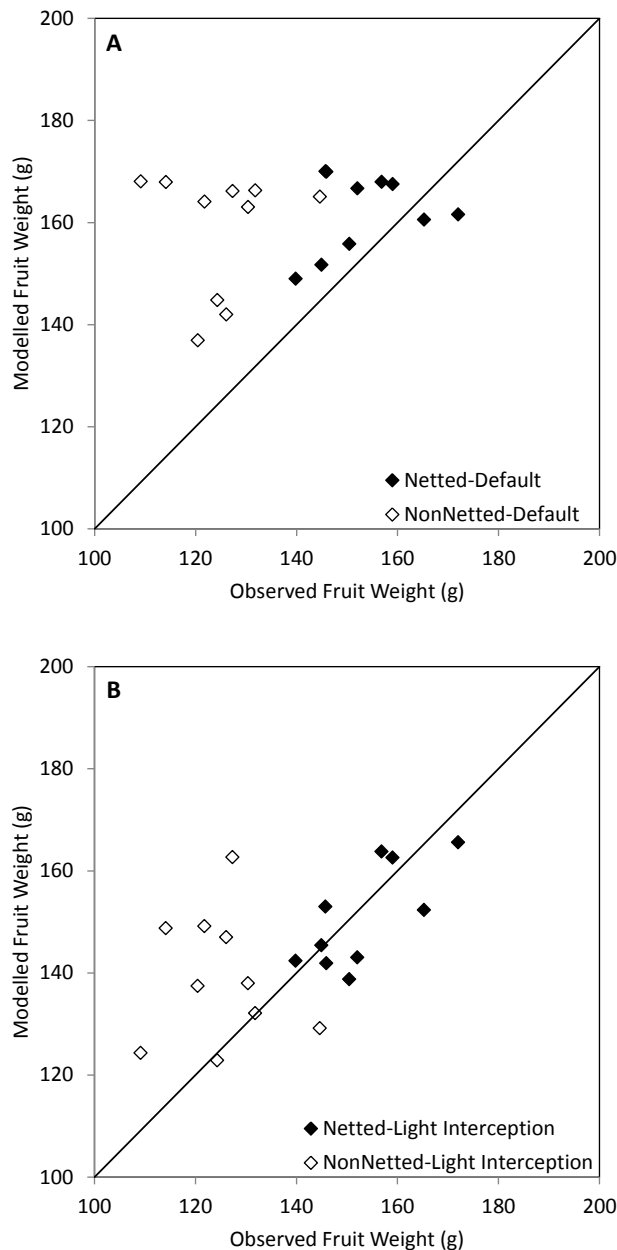 200
A
180
160
140
120
100
Modelled Fruit Weight (g)
Netted-Default
NonNetted-Default
100 120 140 160 180 200
Observed Fruit Weight (g)
200
B
180
160
140
120
100
Modelled Fruit Weight (g)
Netted-Light Interception
NonNetted-Light Interception
100 120 140 160 180 200
Observed Fruit Weight (g)